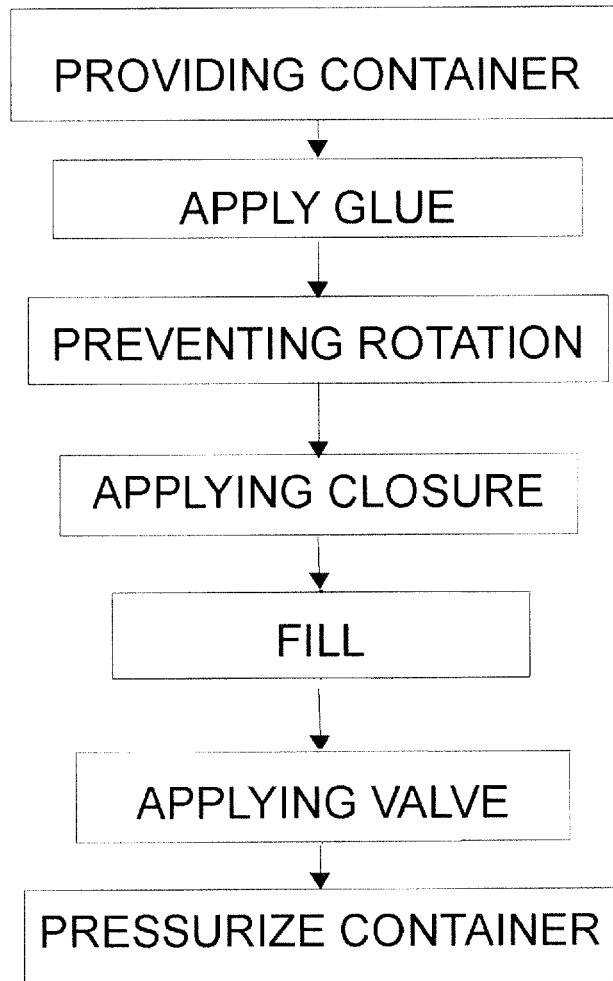 PROVIDING CONTAINER
APPLY GLUE
PREVENTING ROTATION
APPLYING CLOSURE
FILL
APPLYING VALVE
PRESSURIZE CONTAINER